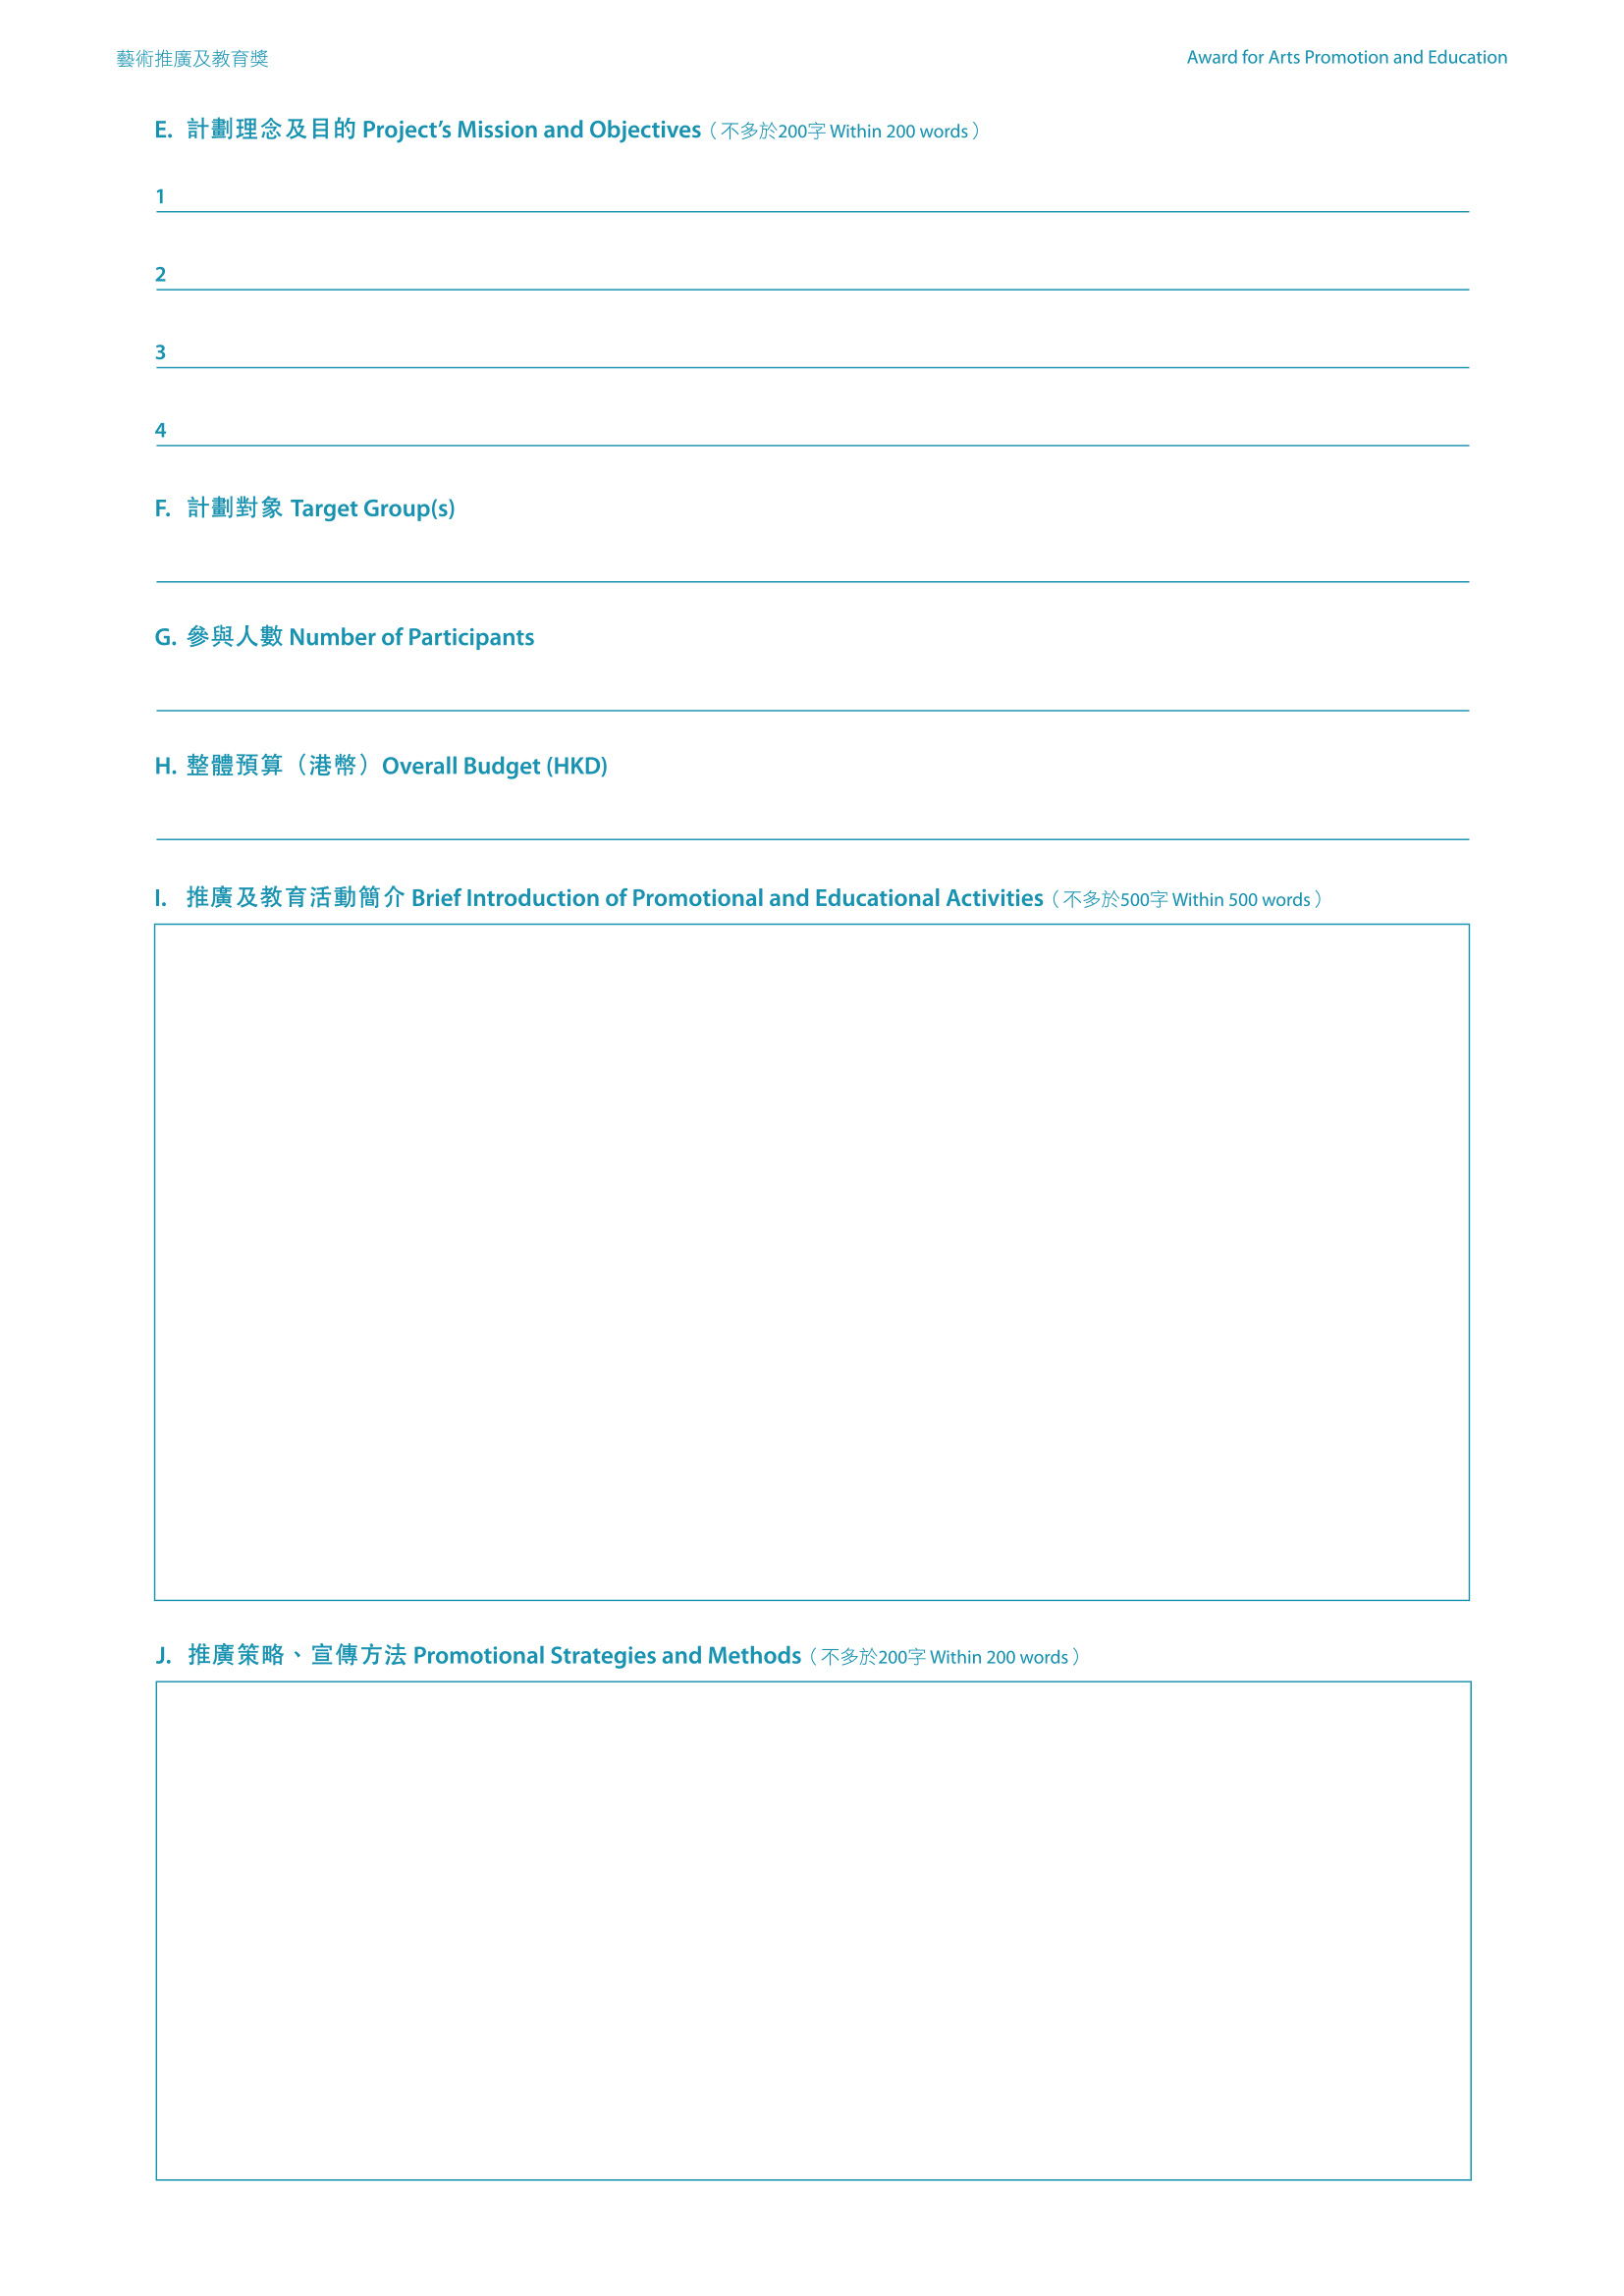 藝術推廣及教育獎
Award for Arts Promotion and Education
E. 計劃理念及目的 Project’s Mission and Objectives（不多於200字 Within 200 words）
1
2
3
4
F. 計劃對象 Target Group(s)
G. 參與人數 Number of Participants
H. 整體預算（港幣）Overall Budget (HKD)
I. 推廣及教育活動簡介 Brief Introduction of Promotional and Educational Activities（不多於500字 Within 500 words）
J. 推廣策略、宣傳方法 Promotional Strategies and Methods（不多於200字 Within 200 words）